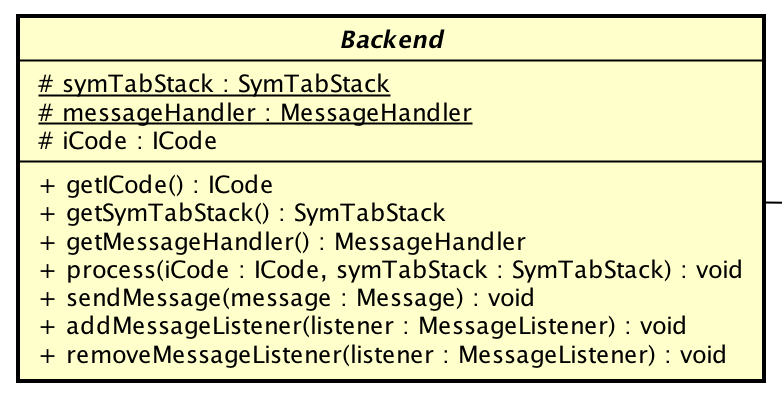 Backend
# symTabStack : SymTabStack
# messageHandler : MessageHandler
# iCode : ICode
+ getICode() : ICode
+ getSymTabStack() : SymTabStack
+ getMessageHandler() : MessageHandler
+ process(iCode : ICode, symTabStack : SymTabStack) : void
+ sendMessage(message : Message) : void
+ addMessageListener(listener : MessageListener) : void
+ removeMessageListener(listener : MessageListener) : void